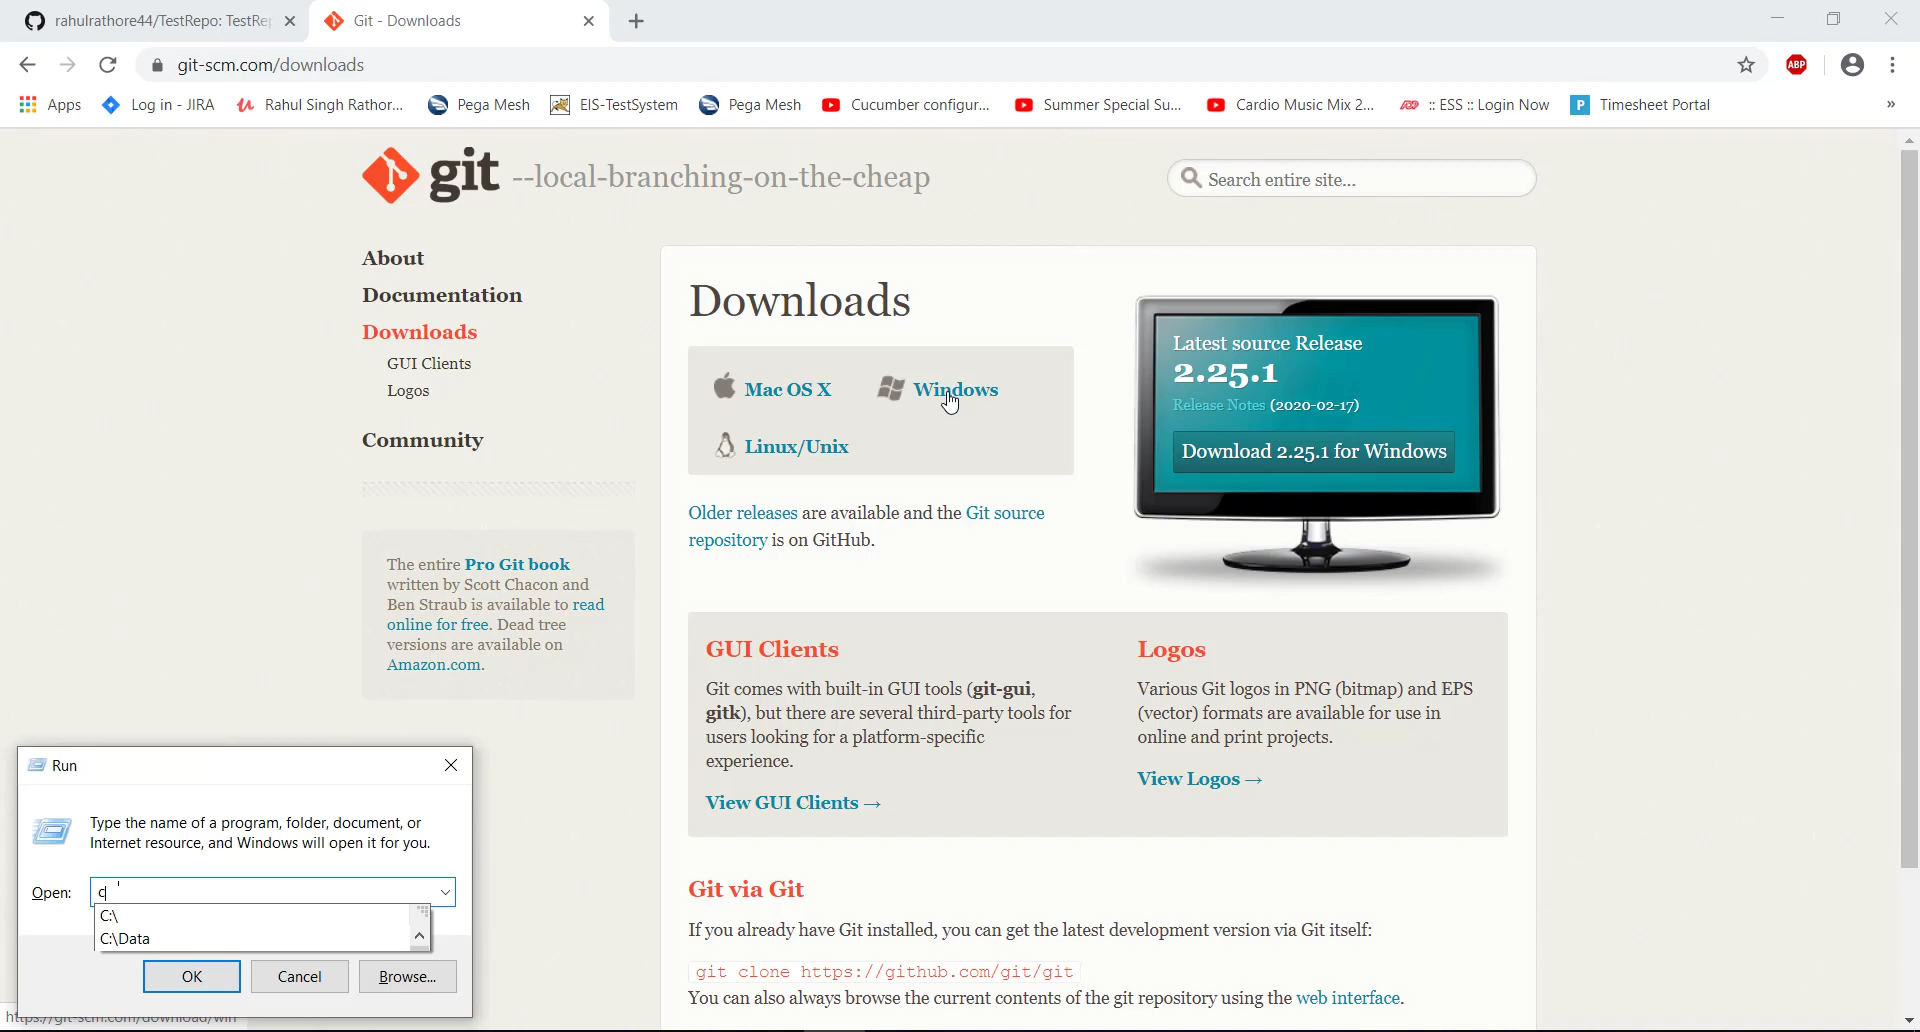 rahulrathore44/TestRepo: TestRe
Git - Downloads
git-scm.com/downloads
ABP
Apps
Log in - JIRA
Rahul Singh Rathor...
Pega Mesh
EIS-TestSystem
Pega Mesh
Cucumber configur...
Summer Special Su...
Cardio Music Mix 2...
:: ESS :: Login Now
P
Timesheet Portal
»
git --local-branching-on-the-cheap
Search entire site...
About
Documentation
Downloads
GUI Clients
Logos
Community
The entire Pro Git book
written by Scott Chacon and
Ben Straub is available to read
online for free. Dead tree
versions are available on
Amazon.com.
Downloads
Mac OS X
Windows
Linux/Unix
Older releases are available and the Git source
repository is on GitHub.
Latest source Release
2.25.1
Release Notes (2020-02-17)
Download 2.25.1 for Windows
GUI Clients
Git comes with built-in GUI tools (git-gui,
gitk), but there are several third-party tools for
users looking for a platform-specific
experience.
View GUI Clients →
Logos
Various Git logos in PNG (bitmap) and EPS
(vector) formats are available for use in
online and print projects.
View Logos →
Git via Git
If you already have Git installed, you can get the latest development version via Git itself:
git clone https://github.com/git/git
You can also always browse the current contents of the git repository using the web interface.
Run
Type the name of a program, folder, document, or
Internet resource, and Windows will open it for you.
Open:
c
C:\
C:\Data
OK
Cancel
Browse...
https://git-scm.com/download/win